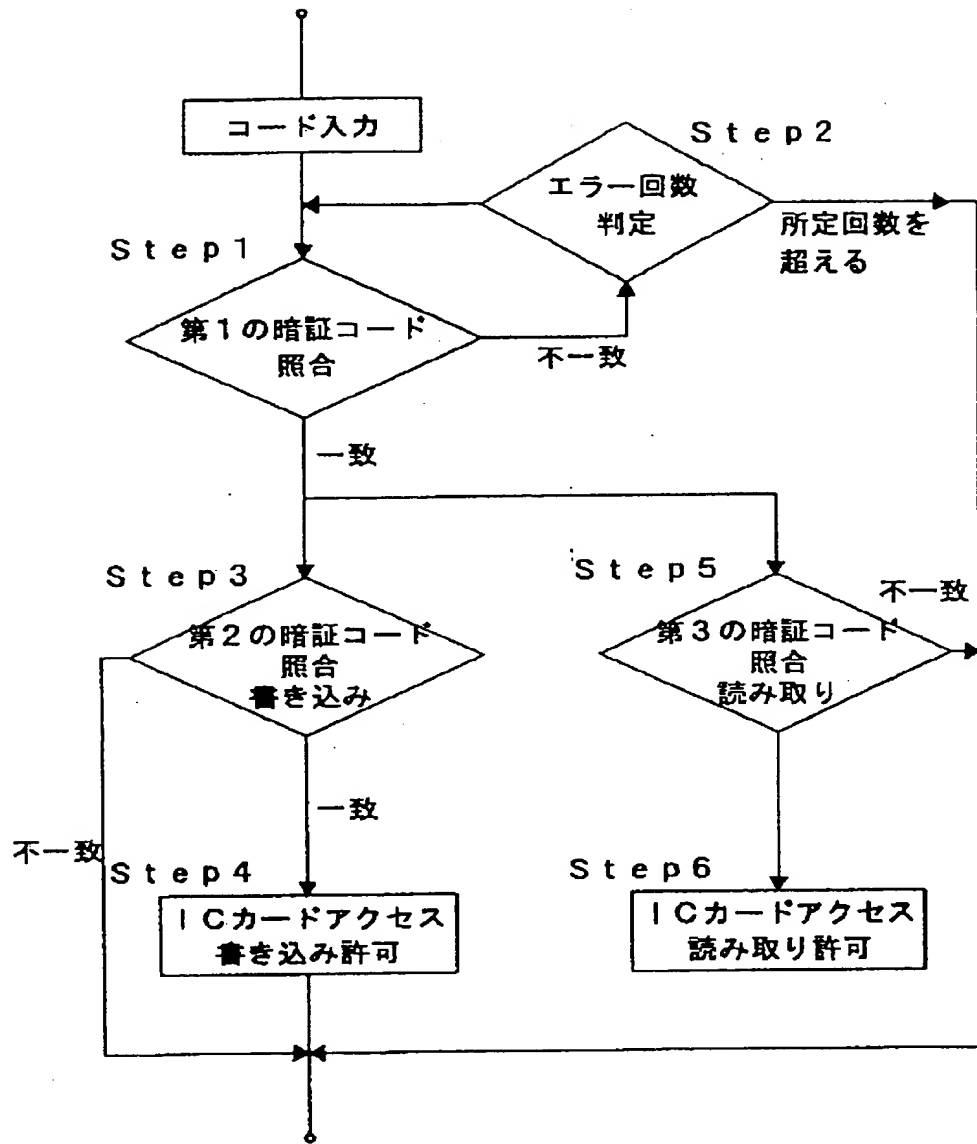 コード入力
Step2
エラー回数
判定
所定回数を
超える
Step1
第1の暗証コード
照合
不一致
一致
Step3
第2の暗証コード
照合
書き込み
Step5
不一致
第3の暗証コード
照合
読み取り
一致
不一致
Step4
ICカードアクセス
書き込み許可
Step6
ICカードアクセス
読み取り許可